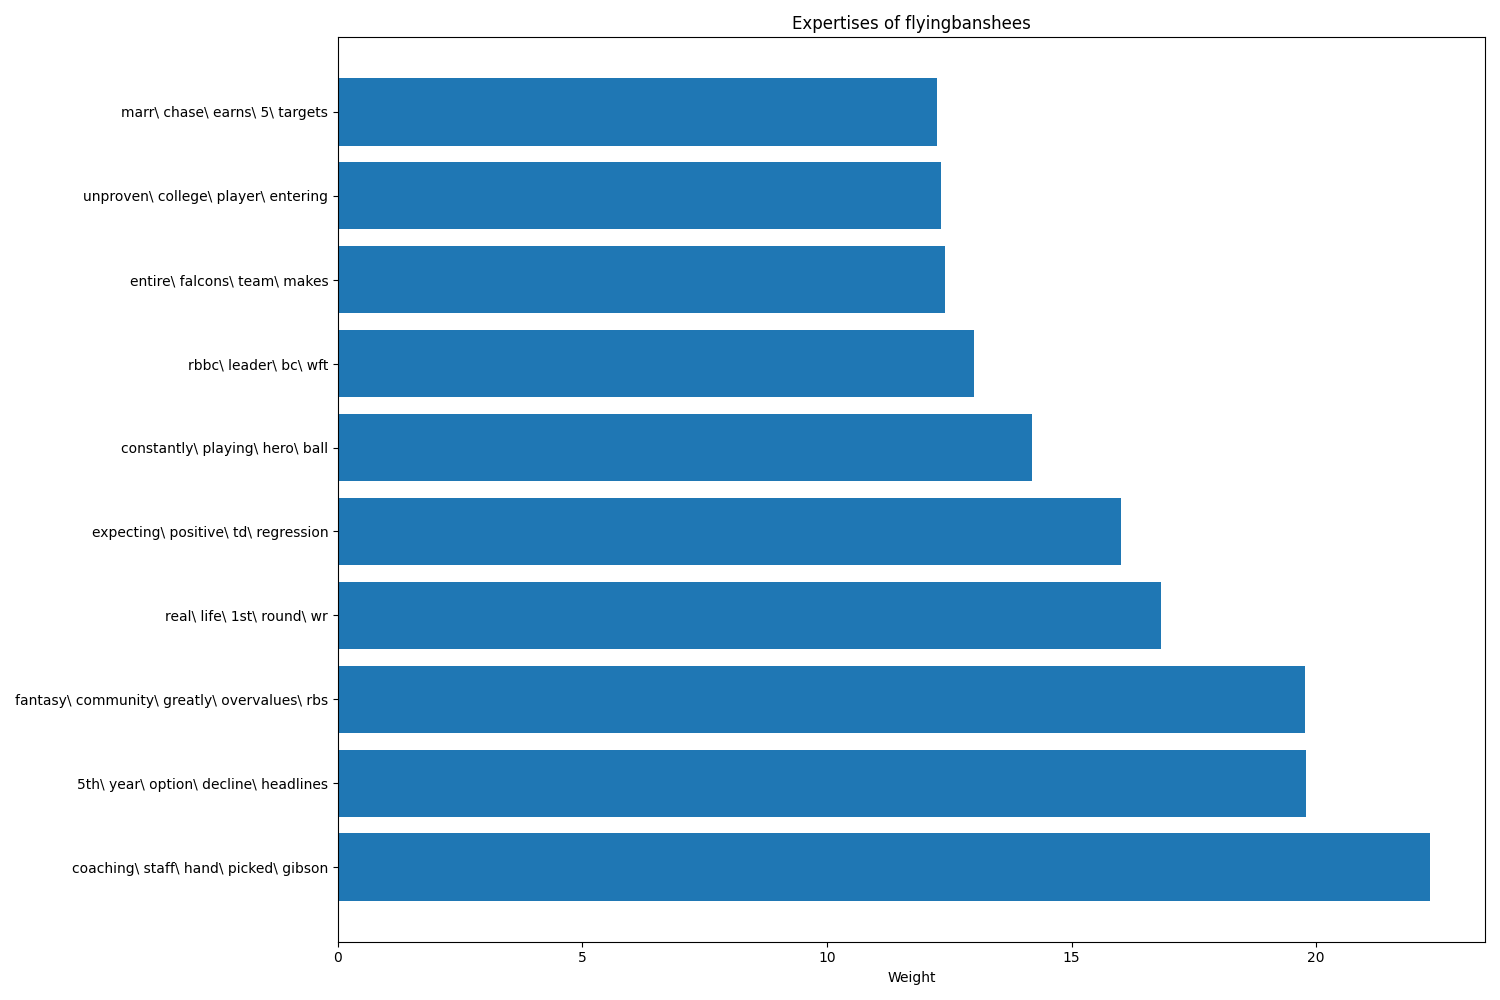 Expertises of flyingbanshees
marr\ chase\ earns\ 5\ targets
unproven\ college\ player\ entering
entire\ falcons\ team\ makes
rbbc\ leader\ bc\ wft
constantly\ playing\ hero\ ball
expecting\ positive\ td\ regression
real\ life\ 1st\ round\ wr
fantasy\ community\ greatly\ overvalues\ rbs
5th\ year\ option\ decline\ headlines
coaching\ staff\ hand\ picked\ gibson
0 5 10 15 20
Weight